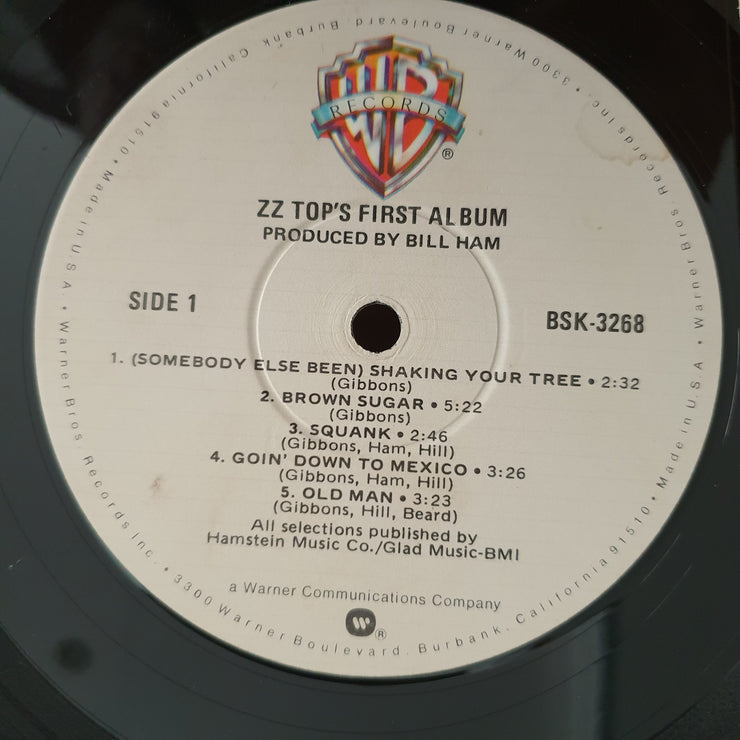 RECORDS
®
ZZ TOP'S FIRST ALBUM
PRODUCED BY BILL HAM
SIDE 1
BSK-3268
1. (SOMEBODY ELSE BEEN) SHAKING YOUR TREE • 2:32
(Gibbons)
2. BROWN SUGAR • 5:22
(Gibbons)
3. SQUANK • 2:46
(Gibbons, Ham, Hill)
4. GOIN' DOWN TO MEXICO • 3:26
(Gibbons, Ham, Hill)
5. OLD MAN • 3:23
(Gibbons, Hill, Beard)
All selections published by
Hamstein Music Co./Glad Music-BMI
a Warner Communications Company
W ®
Warner Bros. Records Inc. • 3300 Warner Boulevard. Burbank. California 91510 • Made in U.S.A. • Warner Bros. Records Inc. • 3300 Warner Boulevard. Burbank. California 91510 • Made in U.S.A. •